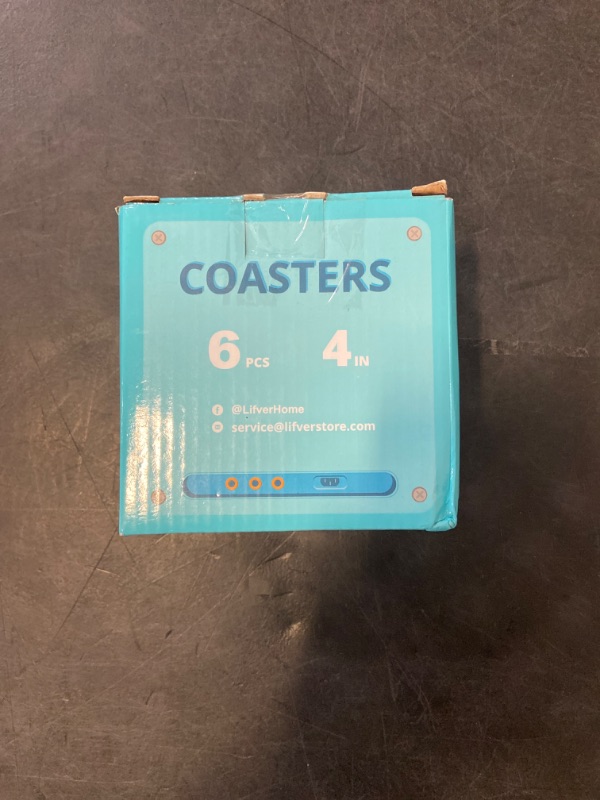 COASTERS
6 PCS 4 IN
@LifverHome
service@lifverstore.com